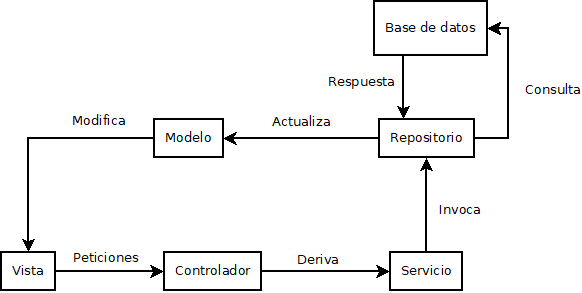 Base de datos
Respuesta
Consulta
Modifica
Actualiza
Modelo
Repositorio
Invoca
Peticiones
Deriva
Vista
Controlador
Servicio